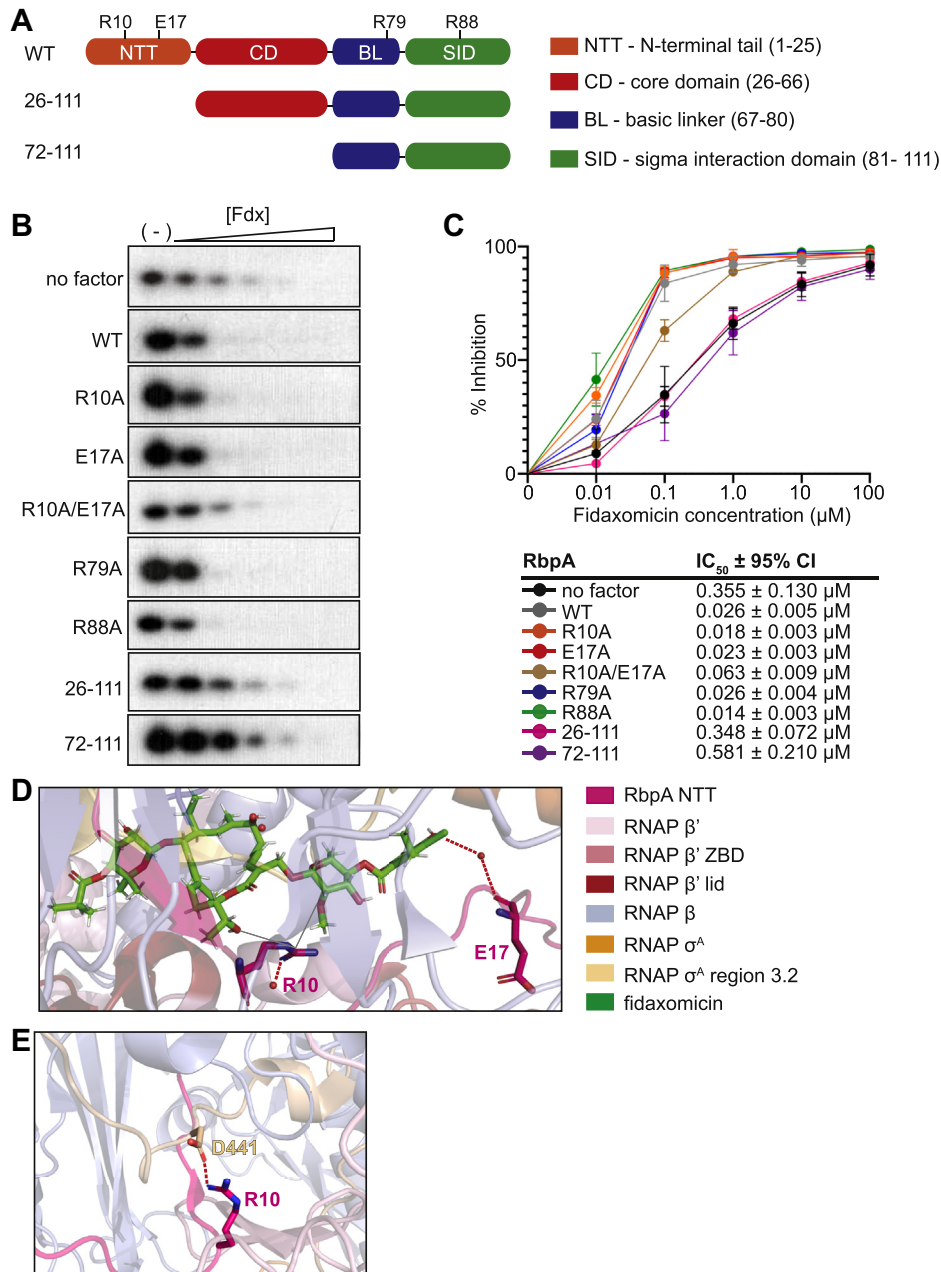 A
R10 E17 R79 R88
WT NTT CD BL SID
26-111
72-111
NTT - N-terminal tail (1-25)
CD - core domain (26-66)
BL - basic linker (67-80)
SID - sigma interaction domain (81- 111)
B
(-) [Fdx]
no factor
WT
R10A
E17A
R10A/E17A
R79A
R88A
26-111
72-111
C
100
50
0
% Inhibition
0 0.01 0.1 1.0 10 100
Fidaxomicin concentration (µM)
RbpA IC50 ± 95% CI
no factor 0.355 ± 0.130 µM
WT 0.026 ± 0.005 µM
R10A 0.018 ± 0.003 µM
E17A 0.023 ± 0.003 µM
R10A/E17A 0.063 ± 0.009 µM
R79A 0.026 ± 0.004 µM
R88A 0.014 ± 0.003 µM
26-111 0.348 ± 0.072 µM
72-111 0.581 ± 0.210 µM
D
R10
E17
RbpA NTT
RNAP β'
RNAP β' ZBD
RNAP β' lid
RNAP β
RNAP σA
RNAP σA region 3.2
fidaxomicin
E
D441
R10